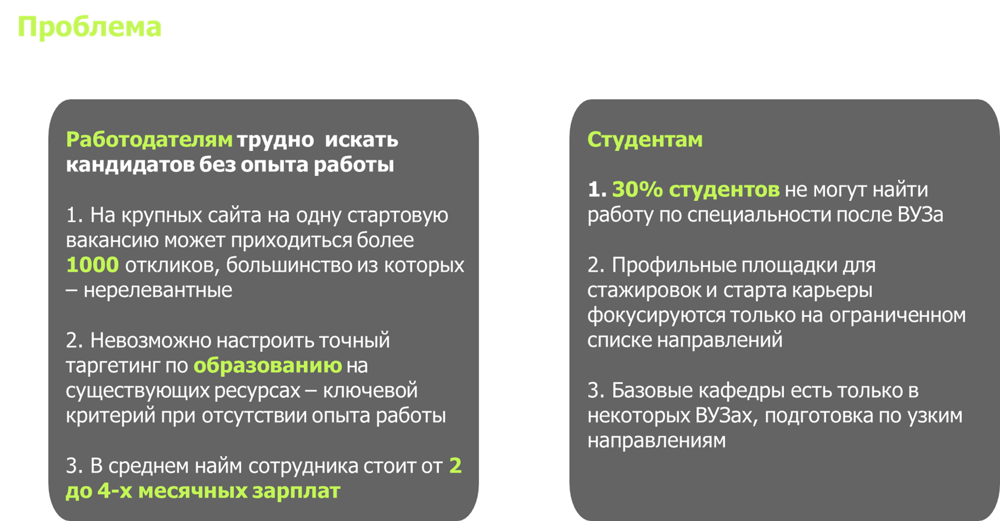 Проблема
Работодателям трудно искать
кандидатов без опыта работы
1. На крупных сайта на одну стартовую
вакансию может приходиться более
1000 откликов, большинство из которых
– нерелевантные
2. Невозможно настроить точный
таргетинг по образованию на
существующих ресурсах – ключевой
критерий при отсутствии опыта работы
3. В среднем найм сотрудника стоит от 2
до 4-х месячных зарплат
Студентам
1. 30% студентов не могут найти
работу по специальности после ВУЗа
2. Профильные площадки для
стажировок и старта карьеры
фокусируются только на ограниченном
списке направлений
3. Базовые кафедры есть только в
некоторых ВУЗах, подготовка по узким
направлениям